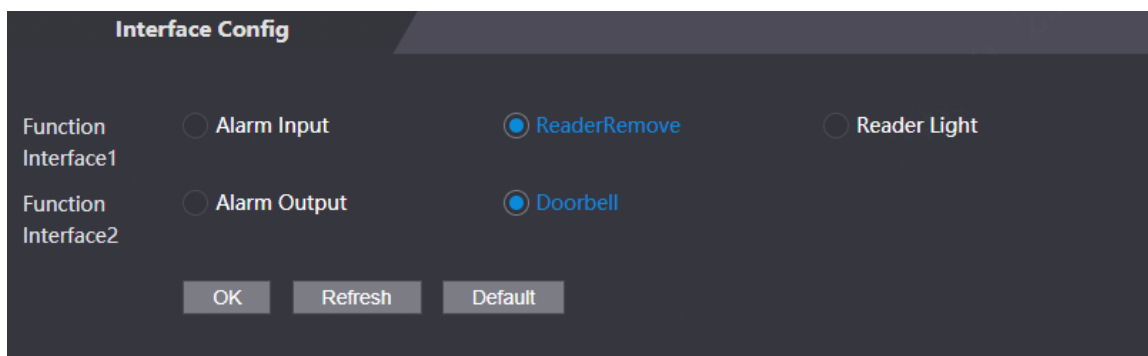 Interface Config
Function Interface1 Alarm Input ReaderRemove Reader Light
Function Interface2 Alarm Output Doorbell
OK Refresh Default